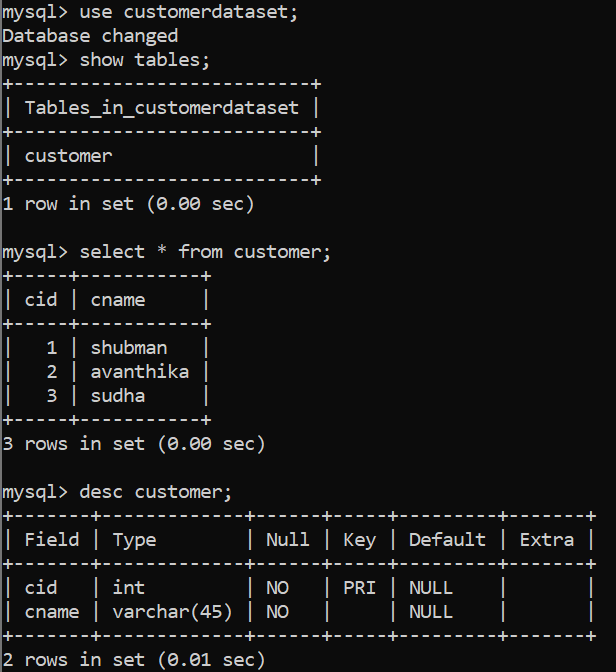 mysql> use customerdataset;
Database changed
mysql> show tables;
+---------------------------+
| Tables_in_customerdataset |
+---------------------------+
| customer                  |
+---------------------------+
1 row in set (0.00 sec)

mysql> select * from customer;
+-----+-----------+
| cid | cname     |
+-----+-----------+
|   1 | shubman   |
|   2 | avanthika |
|   3 | sudha     |
+-----+-----------+
3 rows in set (0.00 sec)

mysql> desc customer;
+-------+-------------+------+-----+---------+-------+
| Field | Type        | Null | Key | Default | Extra |
+-------+-------------+------+-----+---------+-------+
| cid   | int         | NO   | PRI | NULL    |       |
| cname | varchar(45) | NO   |     | NULL    |       |
+-------+-------------+------+-----+---------+-------+
2 rows in set (0.01 sec)